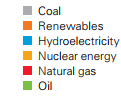 Coal
Renewables
Hydroelectricity
Nuclear energy
Natural gas
Oil